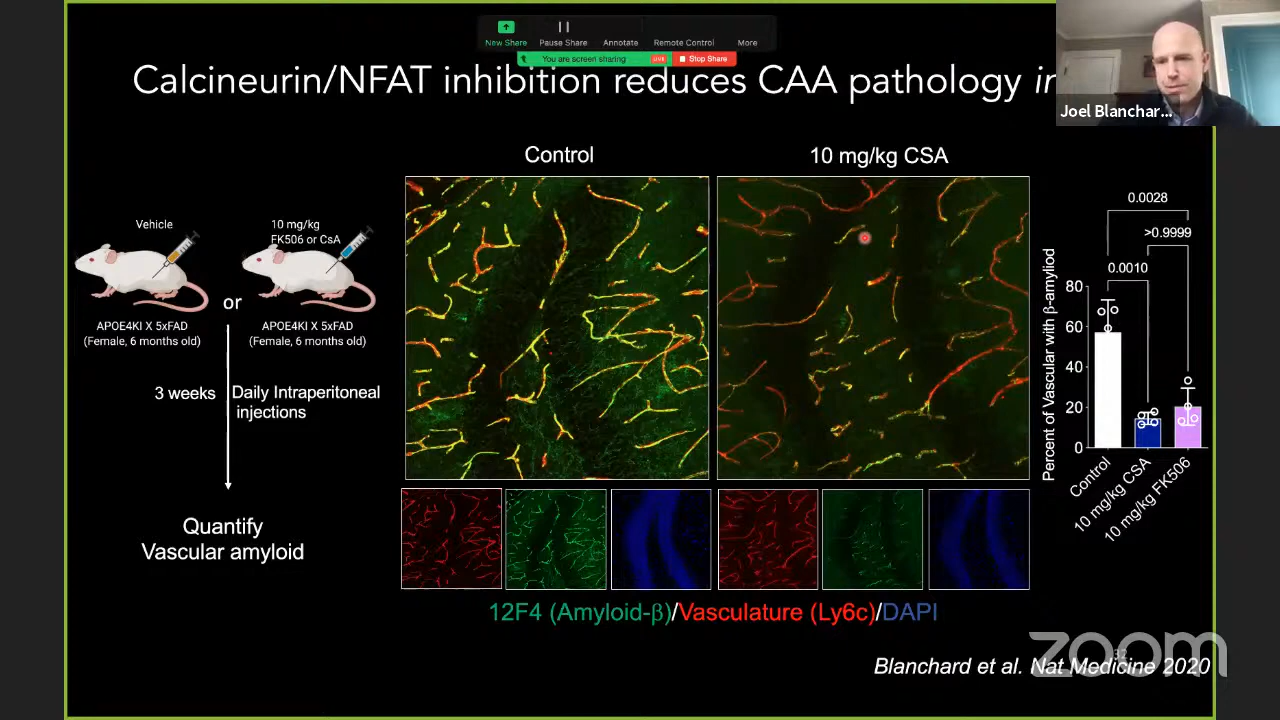 New Share
Pause Share
Annotate
Remote Control
More
You are screen sharing
LIVE
Stop Share
Calcineurin/NFAT inhibition reduces CAA pathology in
Joel Blanchar...
Control
10 mg/kg CSA
Vehicle
10 mg/kg
FK506 or CsA
or
APOE4KI X 5xFAD
(Female, 6 months old)
APOE4KI X 5xFAD
(Female, 6 months old)
3 weeks
Daily Intraperitoneal
injections
Quantify
Vascular amyloid
0.0028
>0.9999
0.0010
Percent of Vascular with β-amyliod
80
60
40
20
0
Control
10 mg/kg CSA
10 mg/kg FK506
12F4 (Amyloid-β)/Vasculature (Ly6c)/DAPI
32
zoom
Blanchard et al. Nat Medicine 2020